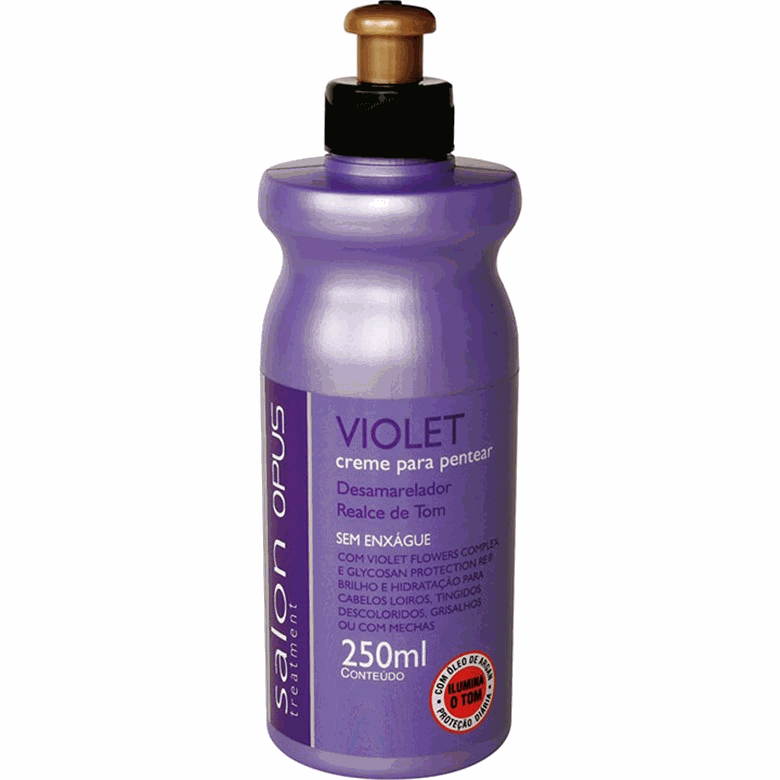 salon OPUS
treatment
VIOLET
creme para pentear
Desamarelador
Realce de Tom
SEM ENXÁGUE
COM VIOLET FLOWERS COMPLEX
E GLYCOSAN PROTECTION RE®
BRILHO E HIDRATAÇÃO PARA
CABELOS LOIROS, TINGIDOS
DESCOLORIDOS, GRISALHOS
OU COM MECHAS
250ml
CONTEÚDO
• COM ÓLEO DE ARGAN •
ILUMINA
O TOM
PROTEÇÃO DIÁRIA